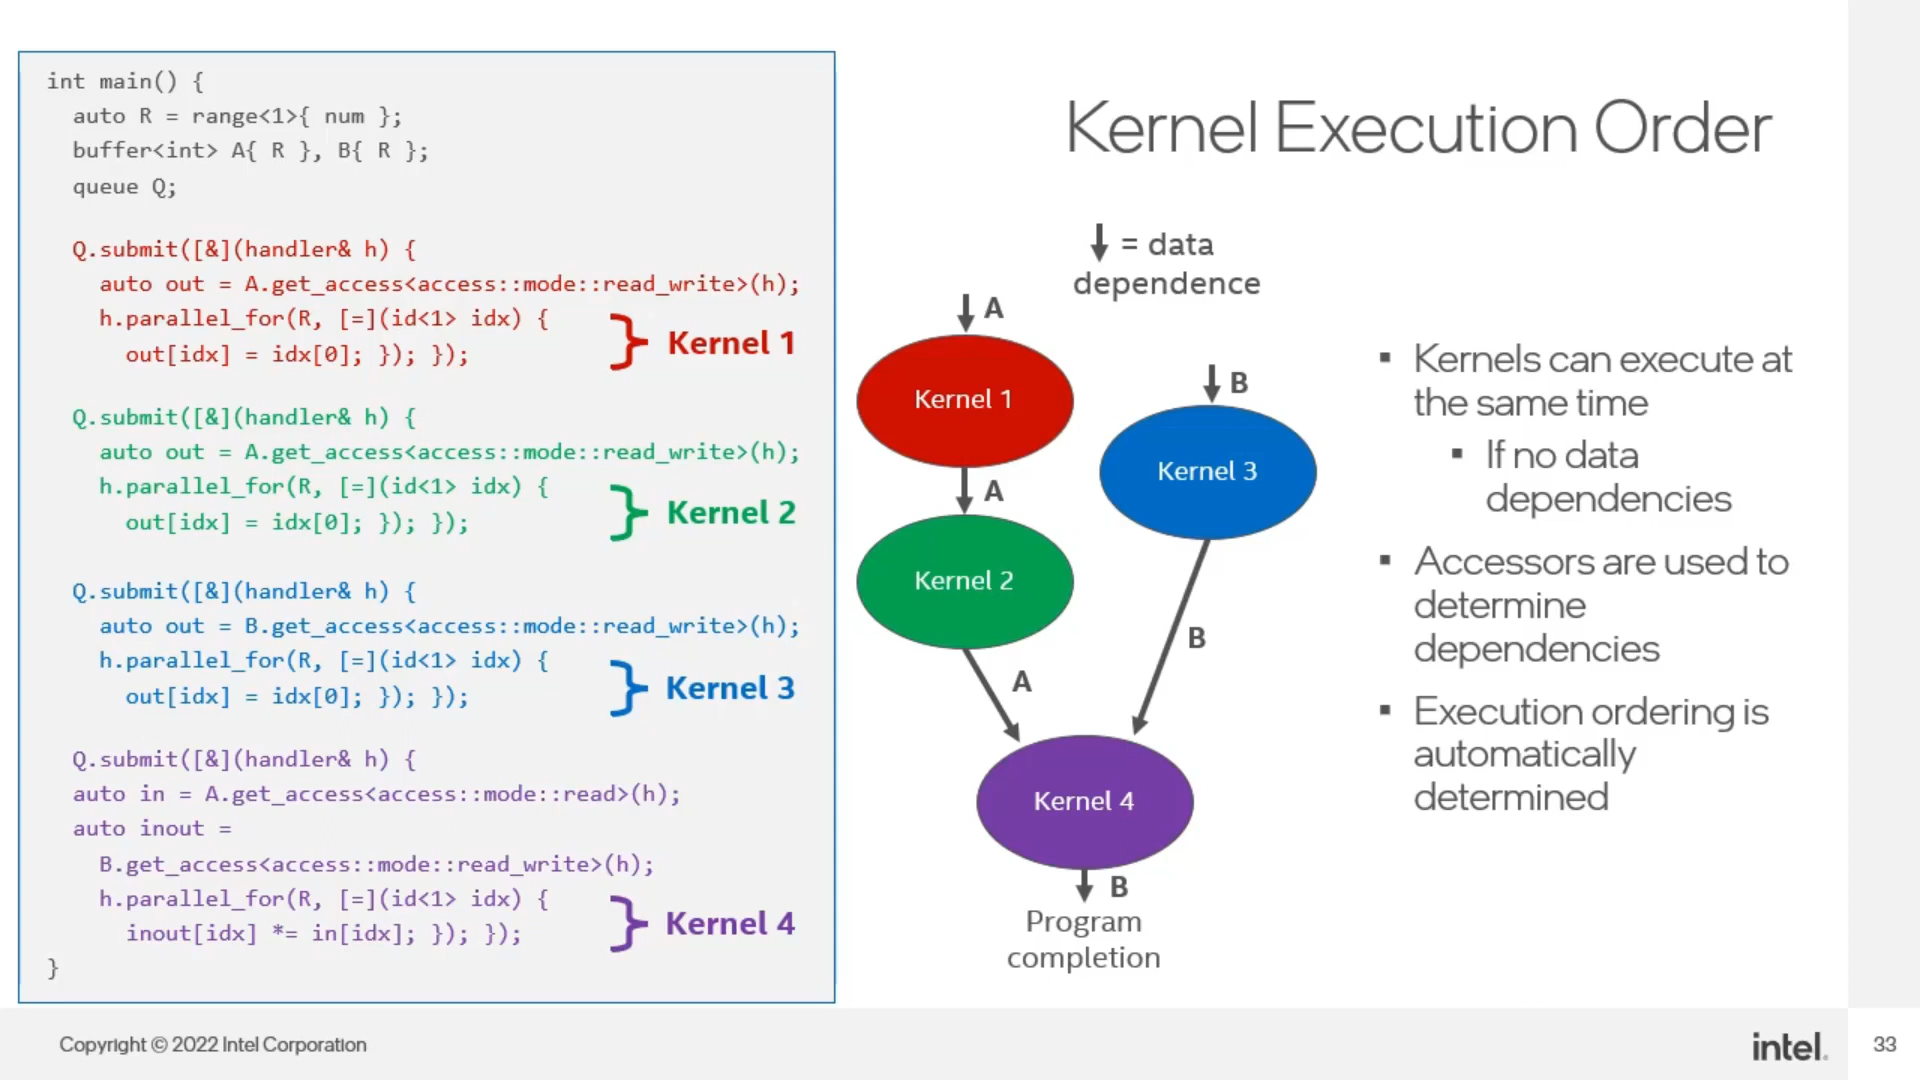 int main() {
auto R = range<1>{ num };
buffer<int> A{ R }, B{ R };
queue Q;
Q.submit([&](handler& h) {
auto out = A.get_access<access::mode::read_write>(h);
h.parallel_for(R, [=](id<1> idx) {
out[idx] = idx[0]; }); });
Kernel 1
Q.submit([&](handler& h) {
auto out = A.get_access<access::mode::read_write>(h);
h.parallel_for(R, [=](id<1> idx) {
out[idx] = idx[0]; }); });
Kernel 2
Q.submit([&](handler& h) {
auto out = B.get_access<access::mode::read_write>(h);
h.parallel_for(R, [=](id<1> idx) {
out[idx] = idx[0]; }); });
Kernel 3
Q.submit([&](handler& h) {
auto in = A.get_access<access::mode::read>(h);
auto inout =
B.get_access<access::mode::read_write>(h);
h.parallel_for(R, [=](id<1> idx) {
inout[idx] *= in[idx]; }); });
Kernel 4
}
Kernel Execution Order
= data
dependence
A
Kernel 1
B
Kernel 3
A
Kernel 2
B
A
Kernel 4
B
Program
completion
▪ Kernels can execute at
the same time
▪ If no data
dependencies
▪ Accessors are used to
determine
dependencies
▪ Execution ordering is
automatically
determined
Copyright © 2022 Intel Corporation
intel.
33